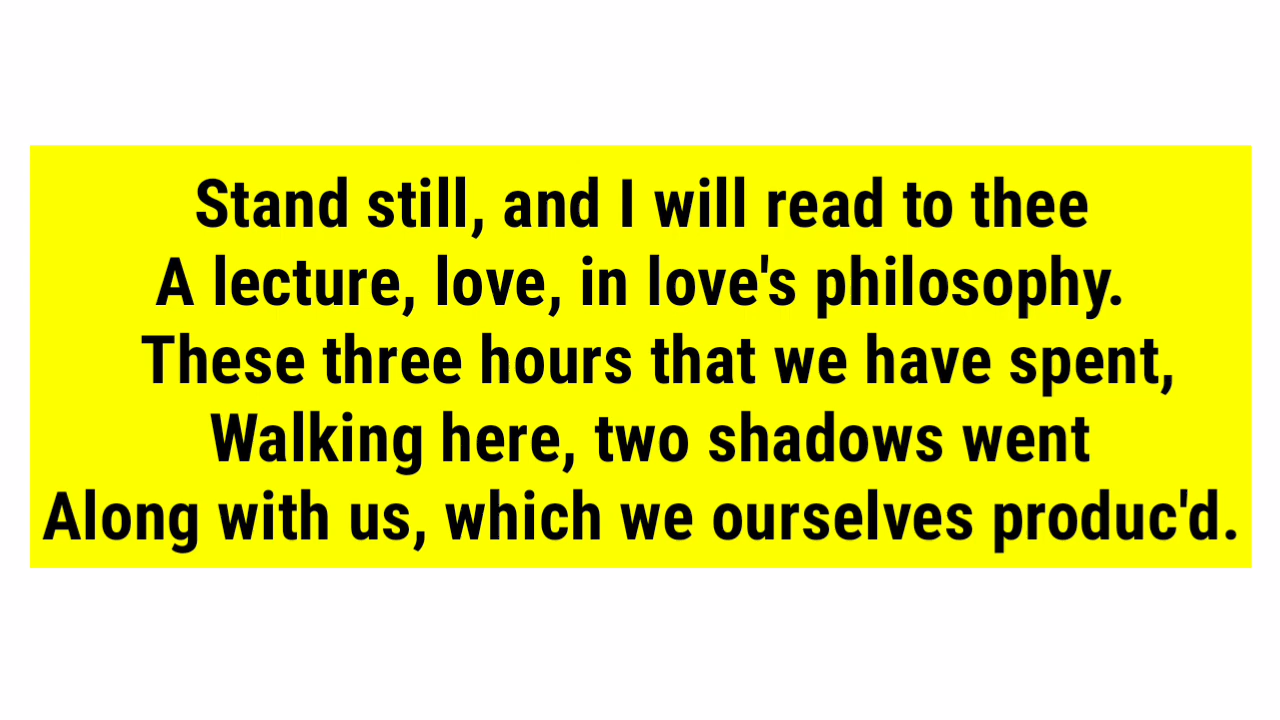 Stand still, and I will read to thee
A lecture, love, in love's philosophy.
These three hours that we have spent,
Walking here, two shadows went
Along with us, which we ourselves produc'd.